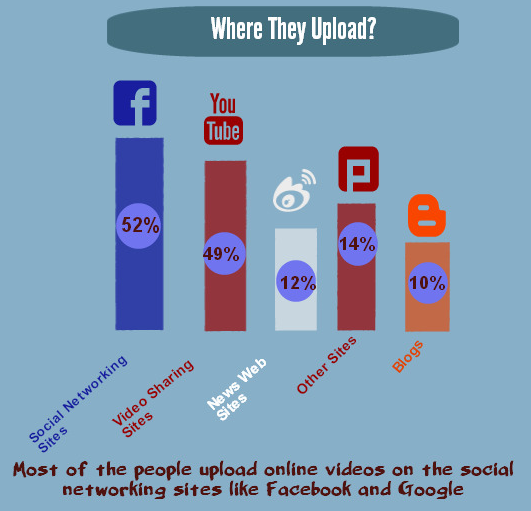 Where They Upload?
f
You
Tube
52%
49%
12%
14%
10%
Social Networking
Sites
Video Sharing
Sites
News Web
Sites
Other Sites
Blogs
Most of the people upload online videos on the social
networking sites like Facebook and Google